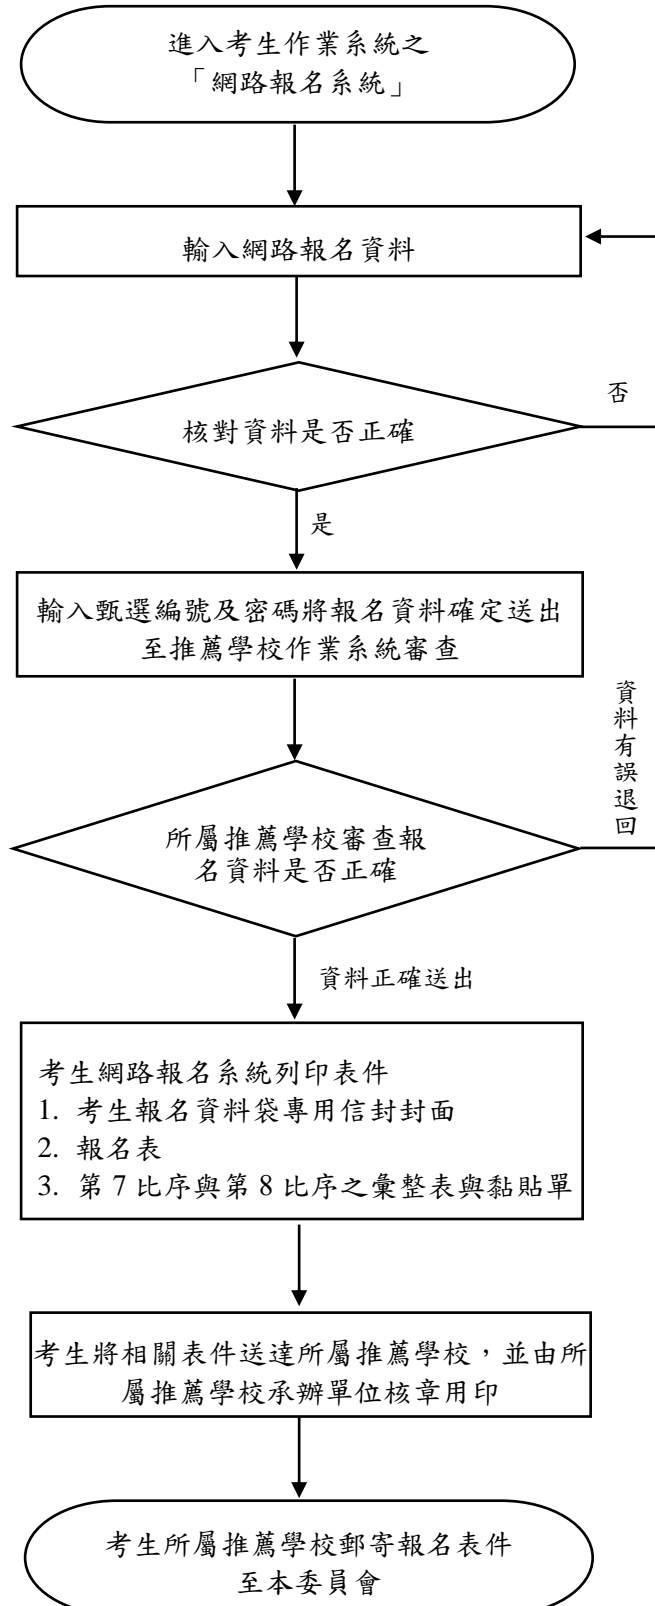 進入考生作業系統之
「網路報名系統」
輸入網路報名資料
核對資料是否正確
否
是
輸入甄選編號及密碼將報名資料確定送出
至推薦學校作業系統審查
資料有誤退回
所屬推薦學校審查報
名資料是否正確
資料正確送出
考生網路報名系統列印表件
1. 考生報名資料袋專用信封封面
2. 報名表
3. 第 7 比序與第 8 比序之彙整表與黏貼單
考生將相關表件送達所屬推薦學校，並由所
屬推薦學校承辦單位核章用印
考生所屬推薦學校郵寄報名表件
至本委員會